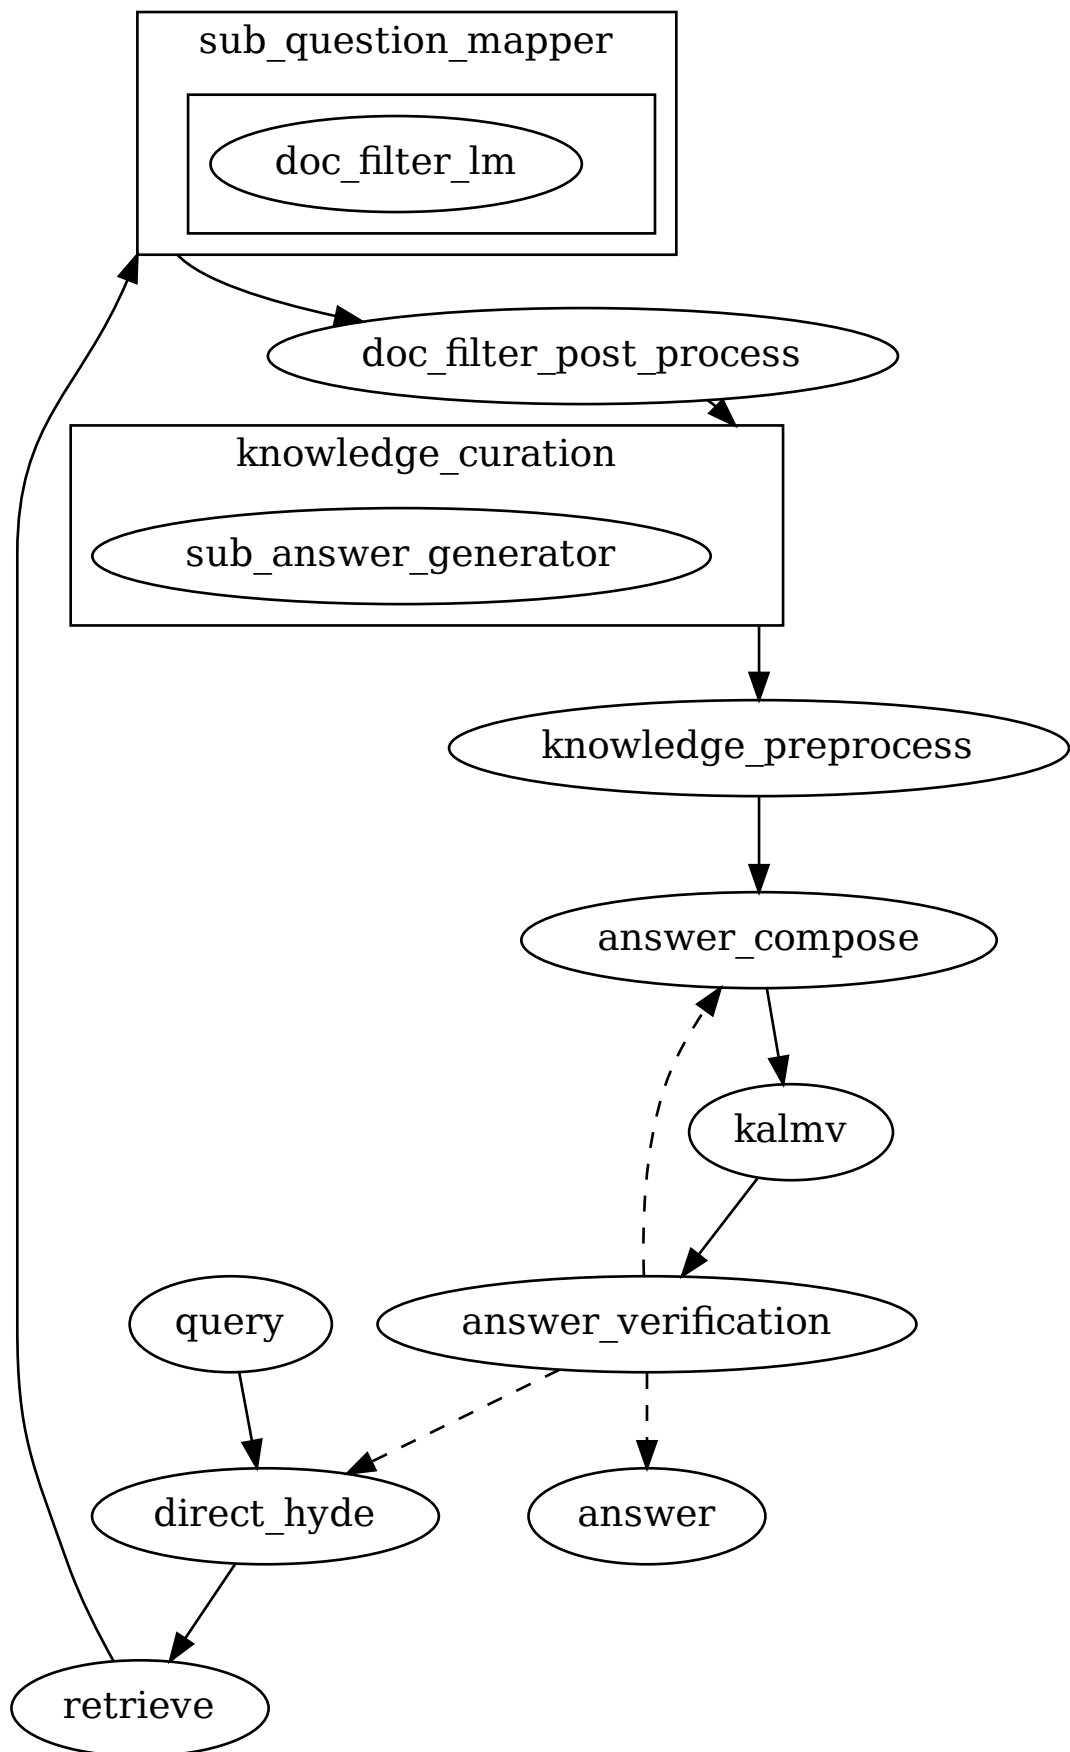 sub_question_mapper
doc_filter_lm
doc_filter_post_process
knowledge_curation
sub_answer_generator
knowledge_preprocess
answer_compose
kalmv
query
answer_verification
direct_hyde
answer
retrieve